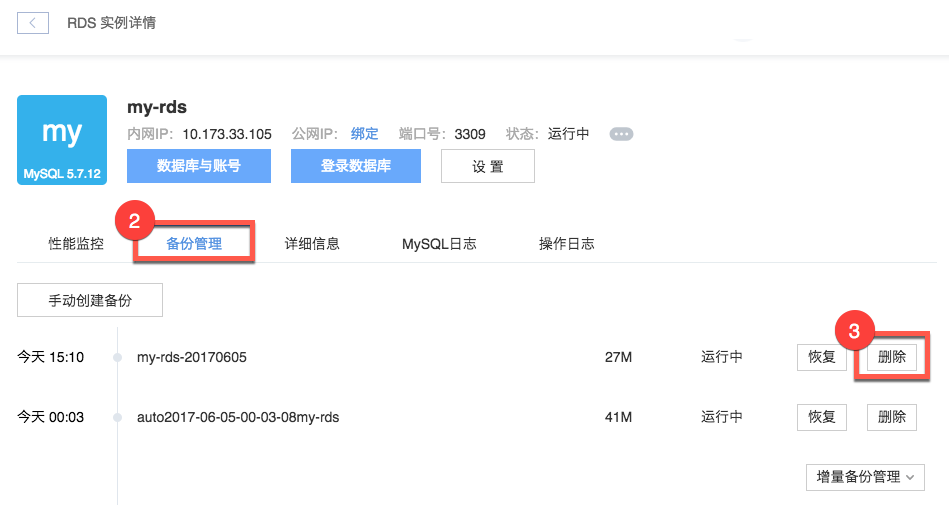 RDS 实例详情
my
MySQL 5.7.12
my-rds
内网IP: 10.173.33.105 公网IP: 绑定 端口号: 3309 状态: 运行中
数据库与账号 登录数据库 设 置
2
性能监控 备份管理 详细信息 MySQL日志 操作日志
手动创建备份
3
今天 15:10 my-rds-20170605 27M 运行中 恢复 删除
今天 00:03 auto2017-06-05-00-03-08my-rds 41M 运行中 恢复 删除
增量备份管理